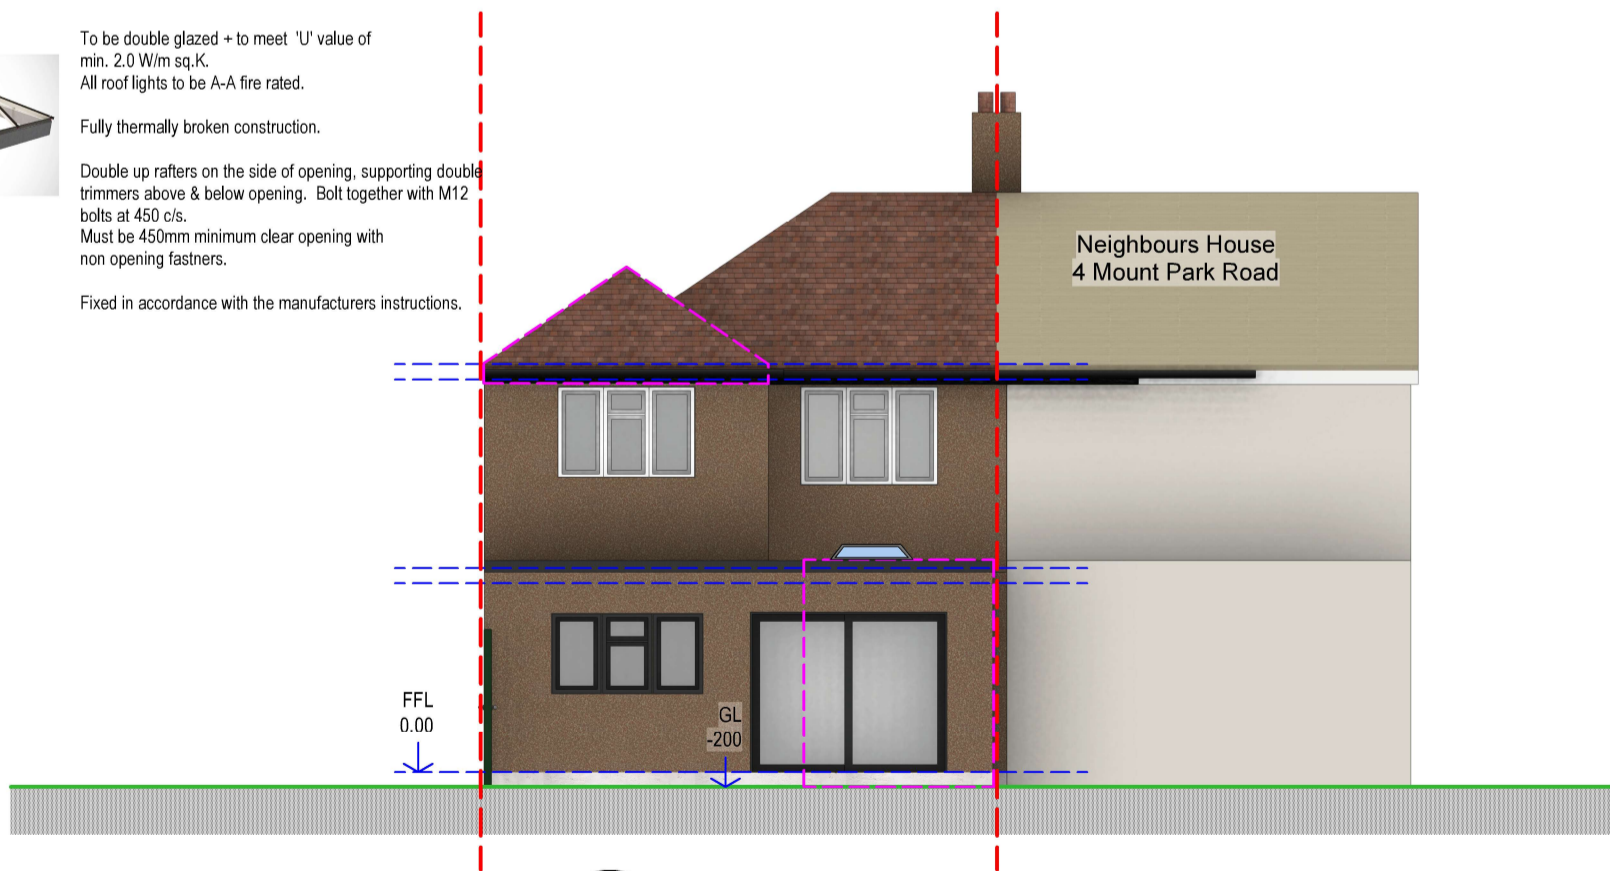 To be double glazed + to meet 'U' value of
min. 2.0 W/m sq.K.
All roof lights to be A-A fire rated.
Fully thermally broken construction.
Double up rafters on the side of opening, supporting double
trimmers above & below opening. Bolt together with M12
bolts at 450 c/s.
Must be 450mm minimum clear opening with
non opening fastners.
Fixed in accordance with the manufacturers instructions.
Neighbours House
4 Mount Park Road
FFL
0.00
GL
-200